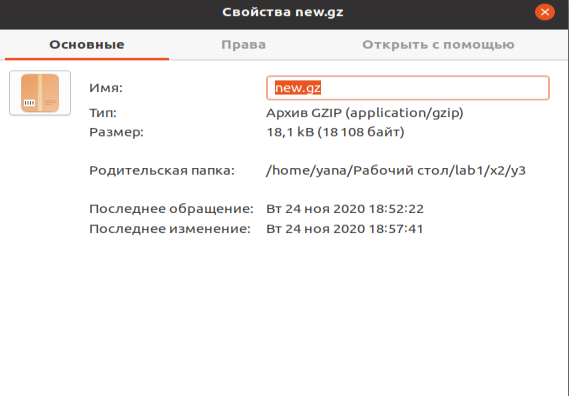 Свойства new.gz
Основные Права Открыть с помощью
Имя: new.gz
Тип: Архив GZIP (application/gzip)
Размер: 18,1 kB (18 108 байт)
Родительская папка: /home/yana/Рабочий стол/lab1/x2/y3
Последнее обращение: Вт 24 ноя 2020 18:52:22
Последнее изменение: Вт 24 ноя 2020 18:57:41